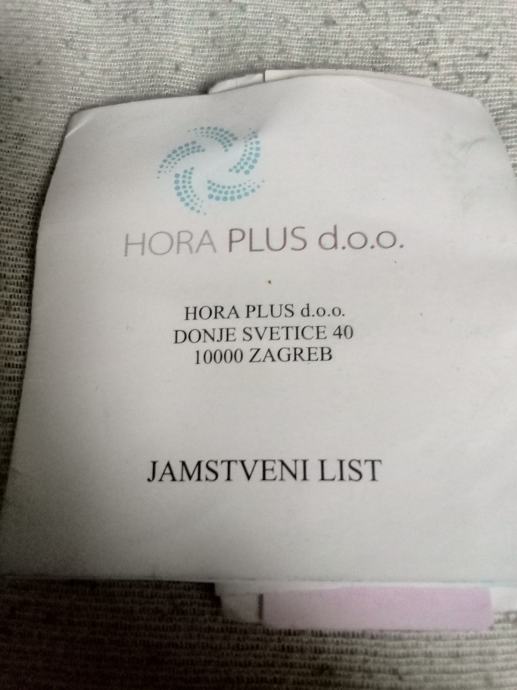 HORA PLUS d.o.o.
HORA PLUS d.o.o.
DONJE SVETICE 40
10000 ZAGREB
JAMSTVENI LIST